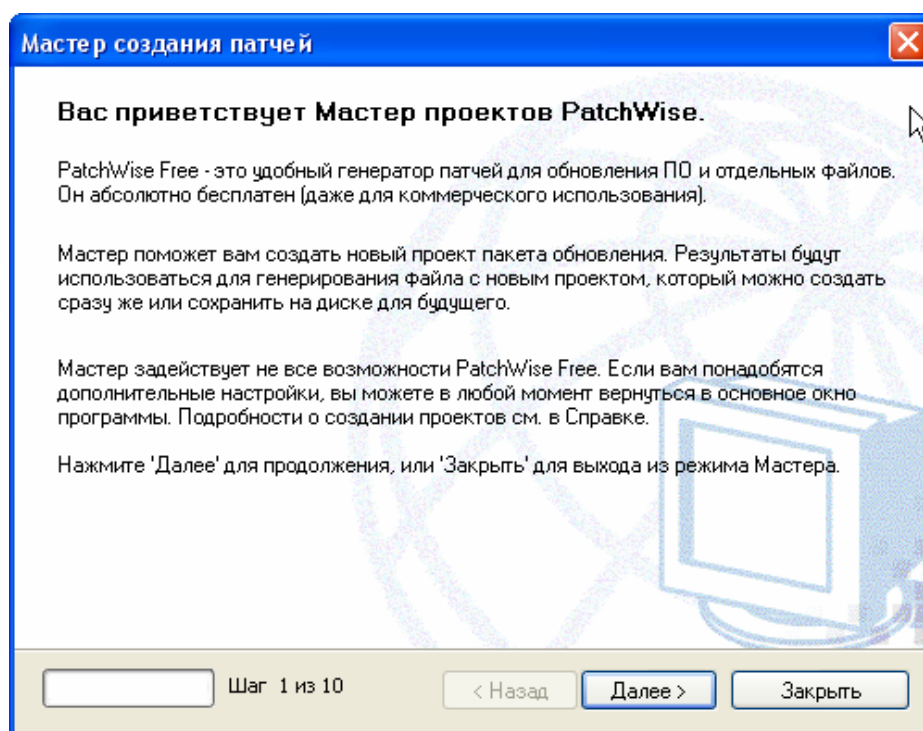 Мастер создания патчей
Вас приветствует Мастер проектов PatchWise.
PatchWise Free - это удобный генератор патчей для обновления ПО и отдельных файлов.
Он абсолютно бесплатен (даже для коммерческого использования).
Мастер поможет вам создать новый проект пакета обновления. Результаты будут
использоваться для генерирования файла с новым проектом, который можно создать
сразу же или сохранить на диске для будущего.
Мастер задействует не все возможности PatchWise Free. Если вам понадобятся
дополнительные настройки, вы можете в любой момент вернуться в основное окно
программы. Подробности о создании проектов см. в Справке.
Нажмите 'Далее' для продолжения, или 'Закрыть' для выхода из режима Мастера.
Шаг 1 из 10
< Назад
Далее >
Закрыть